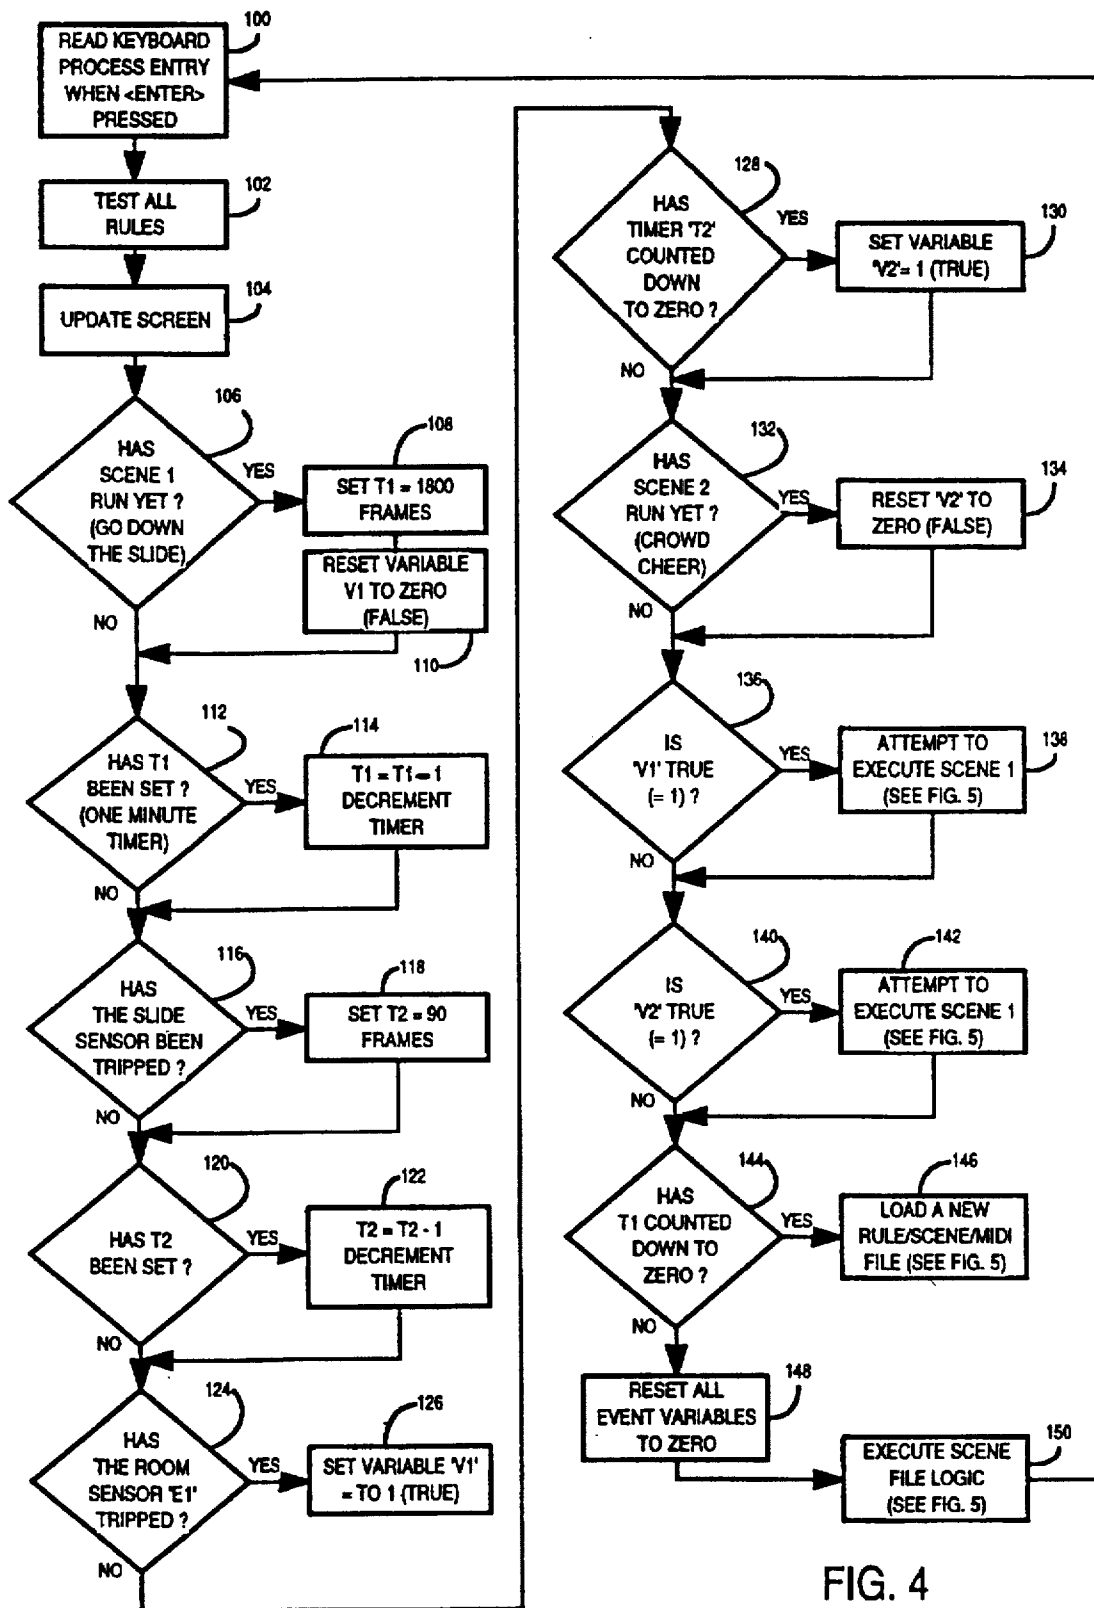 100
READ KEYBOARD
PROCESS ENTRY
WHEN <ENTER>
PRESSED
102
TEST ALL
RULES
104
UPDATE SCREEN
106
HAS
SCENE 1
RUN YET ?
(GO DOWN
THE SLIDE)
YES
NO
108
SET T1 = 1800
FRAMES
RESET VARIABLE
V1 TO ZERO
(FALSE)
110
112
HAS T1
BEEN SET ?
(ONE MINUTE
TIMER)
YES
NO
114
T1 = T1 - 1
DECREMENT
TIMER
116
HAS
THE SLIDE
SENSOR BEEN
TRIPPED ?
YES
NO
118
SET T2 = 90
FRAMES
120
HAS T2
BEEN SET ?
YES
NO
122
T2 = T2 - 1
DECREMENT
TIMER
124
HAS
THE ROOM
SENSOR 'E1'
TRIPPED ?
YES
NO
126
SET VARIABLE 'V1'
= TO 1 (TRUE)
128
HAS
TIMER 'T2'
COUNTED
DOWN
TO ZERO ?
YES
NO
130
SET VARIABLE
'V2'= 1 (TRUE)
132
HAS
SCENE 2
RUN YET ?
(CROWD
CHEER)
YES
NO
134
RESET 'V2' TO
ZERO (FALSE)
136
IS
'V1' TRUE
(= 1) ?
YES
NO
138
ATTEMPT TO
EXECUTE SCENE 1
(SEE FIG. 5)
140
IS
'V2' TRUE
(= 1) ?
YES
NO
142
ATTEMPT TO
EXECUTE SCENE 1
(SEE FIG. 5)
144
HAS
T1 COUNTED
DOWN TO
ZERO ?
YES
NO
146
LOAD A NEW
RULE/SCENE/MIDI
FILE (SEE FIG. 5)
148
RESET ALL
EVENT VARIABLES
TO ZERO
150
EXECUTE SCENE
FILE LOGIC
(SEE FIG. 5)
FIG. 4